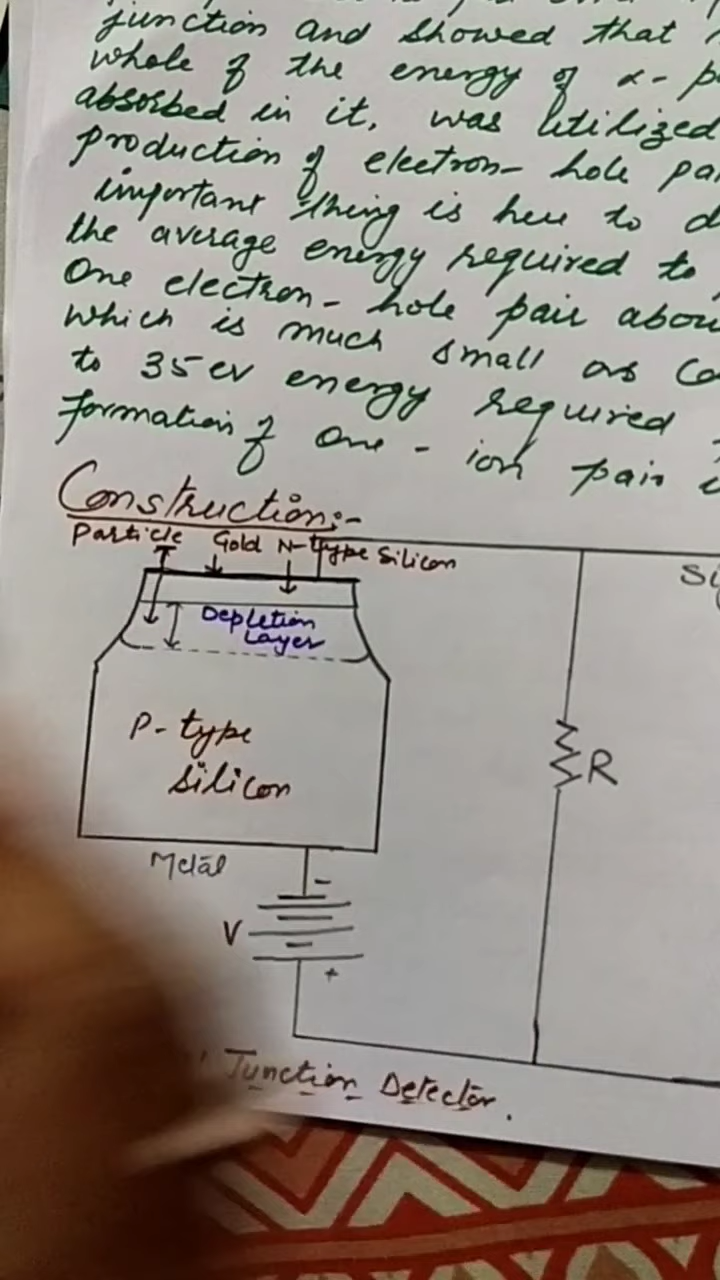 junction and showed that
whole of the energy of α-
absorbed in it, was utilized
production of electron- hole
important thing is here to
the average energy required to
One electron- hole pair
which is much small as
to 35 ev energy required
formation of one - ion pair
Construction:-
Particle Gold N-type Silicon
Depletion
Layer
P-type
Silicon
R
Metal
-
V
+
Junction Detector.